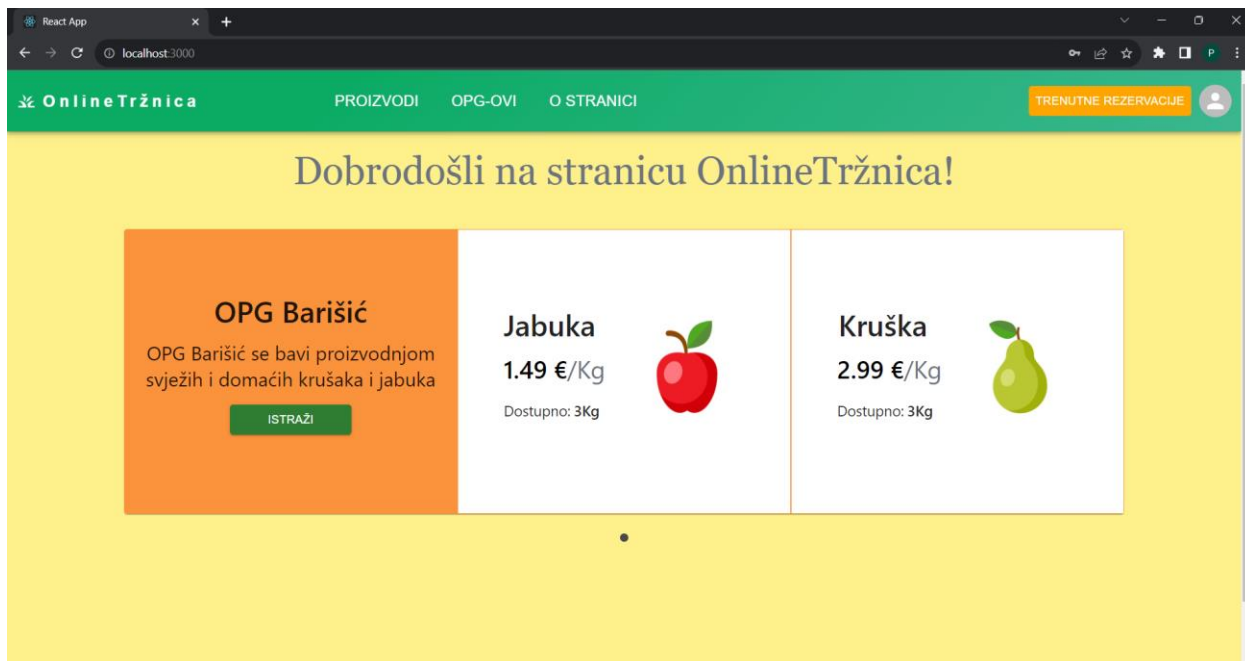 React App
localhost:3000
P
OnlineTržnica
PROIZVODI
OPG-OVI
O STRANICI
TRENUTNE REZERVACIJE
Dobrodošli na stranicu OnlineTržnica!
OPG Barišić
OPG Barišić se bavi proizvodnjom
svježih i domaćih krušaka i jabuka
ISTRAŽI
Jabuka
1.49 €/Kg
Dostupno: 3Kg
Kruška
2.99 €/Kg
Dostupno: 3Kg